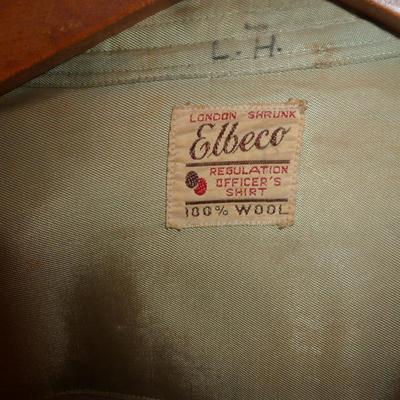 L. H.
LONDON SHRUNK
Elbeco
REGULATION
OFFICER'S
SHIRT
100% WOOL